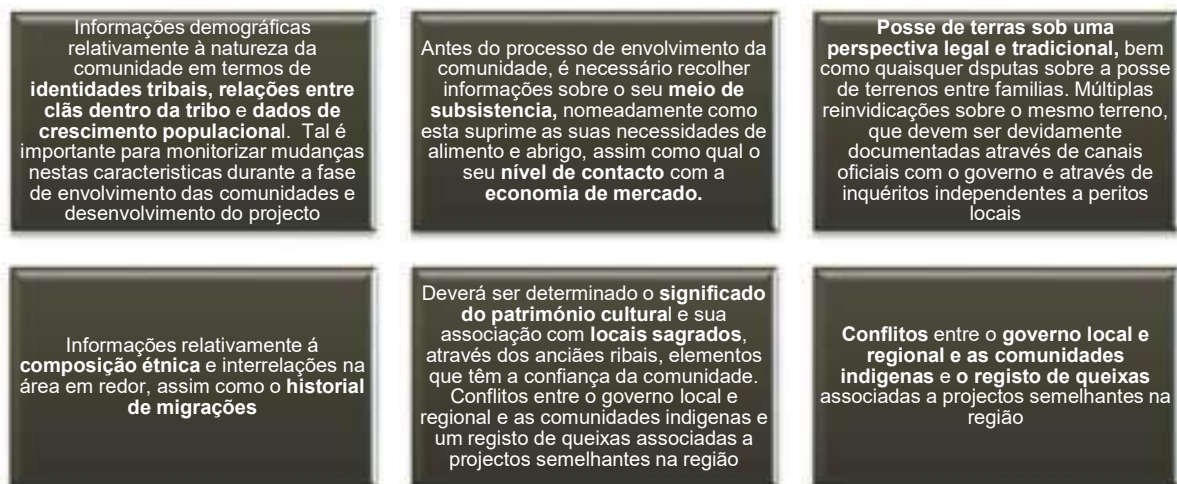 Informações demográficas
relativamente à natureza da
comunidade em termos de
identidades tribais, relações entre
clãs dentro da tribo e dados de
crescimento populacional. Tal é
importante para monitorizar mudanças
nestas caracteristicas durante a fase
de envolvimento das comunidades e
desenvolvimento do projecto
Antes do processo de envolvimento da
comunidade, é necessário recolher
informações sobre o seu meio de
subsistencia, nomeadamente como
esta suprime as suas necessidades de
alimento e abrigo, assim como qual o
seu nível de contacto com a
economia de mercado.
Posse de terras sob uma
perspectiva legal e tradicional, bem
como quaisquer dsputas sobre a posse
de terrenos entre familias. Múltiplas
reinvidicações sobre o mesmo terreno,
que devem ser devidamente
documentadas através de canais
oficiais com o governo e através de
inquéritos independentes a peritos
locais
Informações relativamente á
composição étnica e interrelações na
área em redor, assim como o historial
de migrações
Deverá ser determinado o significado
do património cultural e sua
associação com locais sagrados,
através dos anciães ribais, elementos
que têm a confiança da comunidade.
Conflitos entre o governo local e
regional e as comunidades indigenas e
um registo de queixas associadas a
projectos semelhantes na região
Conflitos entre o governo local e
regional e as comunidades
indigenas e o registo de queixas
associadas a projectos semelhantes na
região